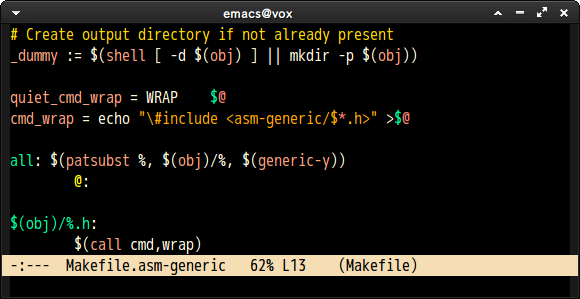 emacs@vox
# Create output directory if not already present
_dummy := $(shell [ -d $(obj) ] || mkdir -p $(obj))
quiet_cmd_wrap = WRAP    $@
cmd_wrap = echo "\#include <asm-generic/$*.h>" >$@
all: $(patsubst %, $(obj)/%, $(generic-y))
        @:
$(obj)/%.h:
        $(call cmd,wrap)
-:---  Makefile.asm-generic   62% L13    (Makefile)